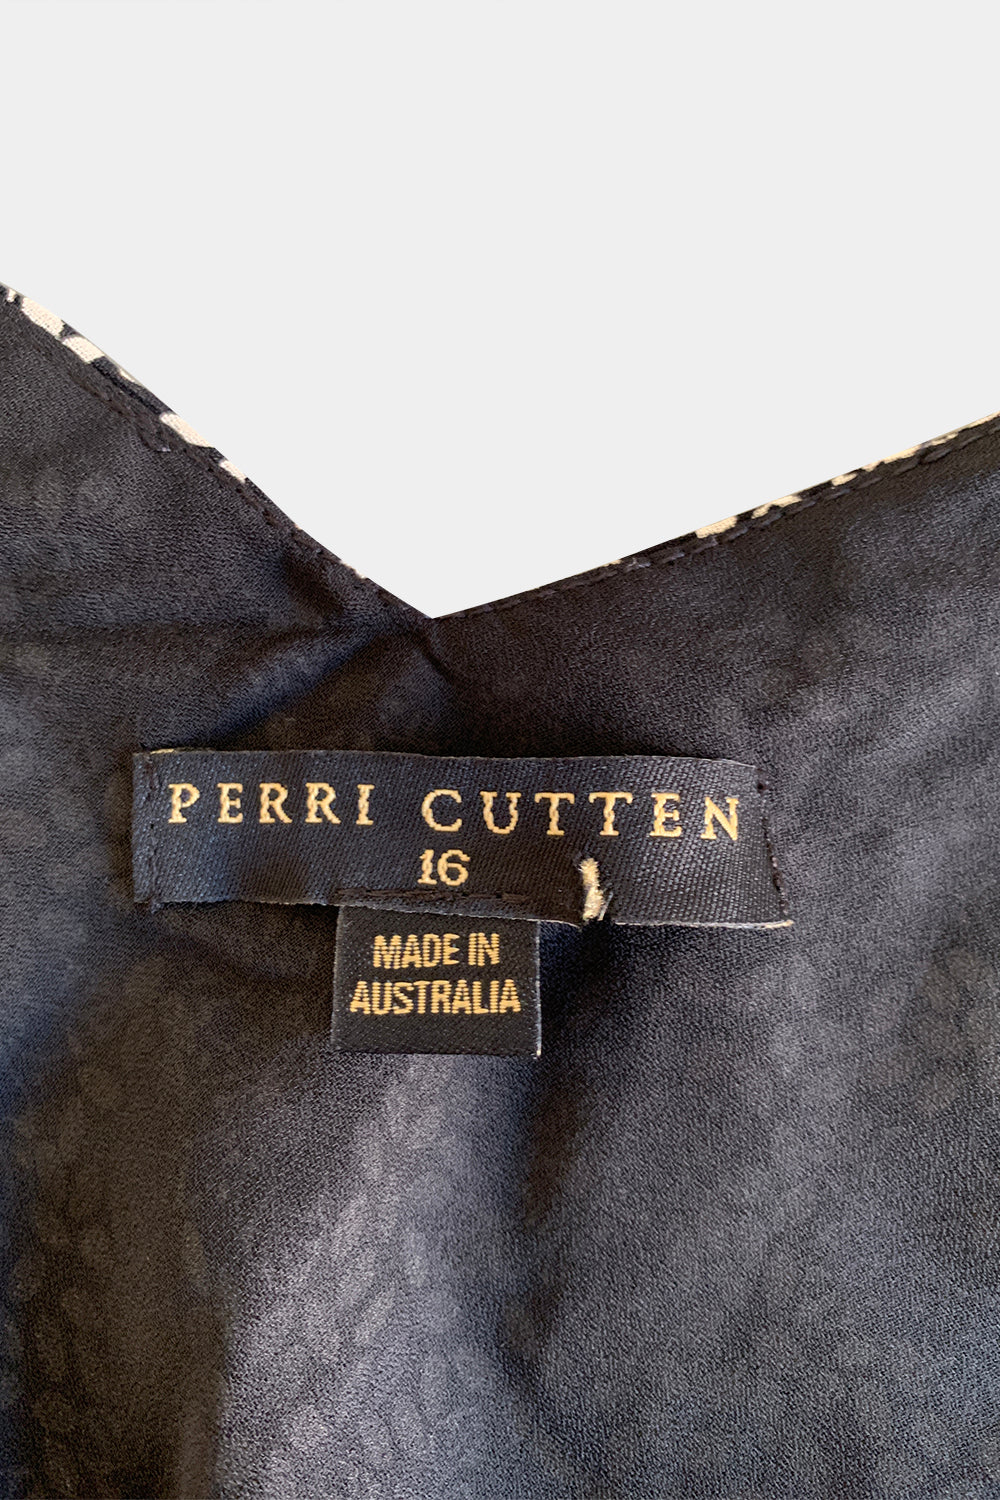 PERRI CUTTEN
16
MADE IN
AUSTRALIA